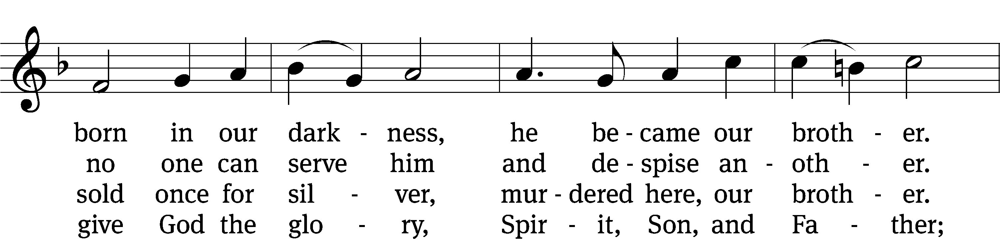 born in our dark - ness, he be - came our broth - er.
no one can serve him and de - spise an - oth - er.
sold once for sil - ver, mur - dered here, our broth - er.
give God the glo - ry, Spir - it, Son, and Fa - ther;